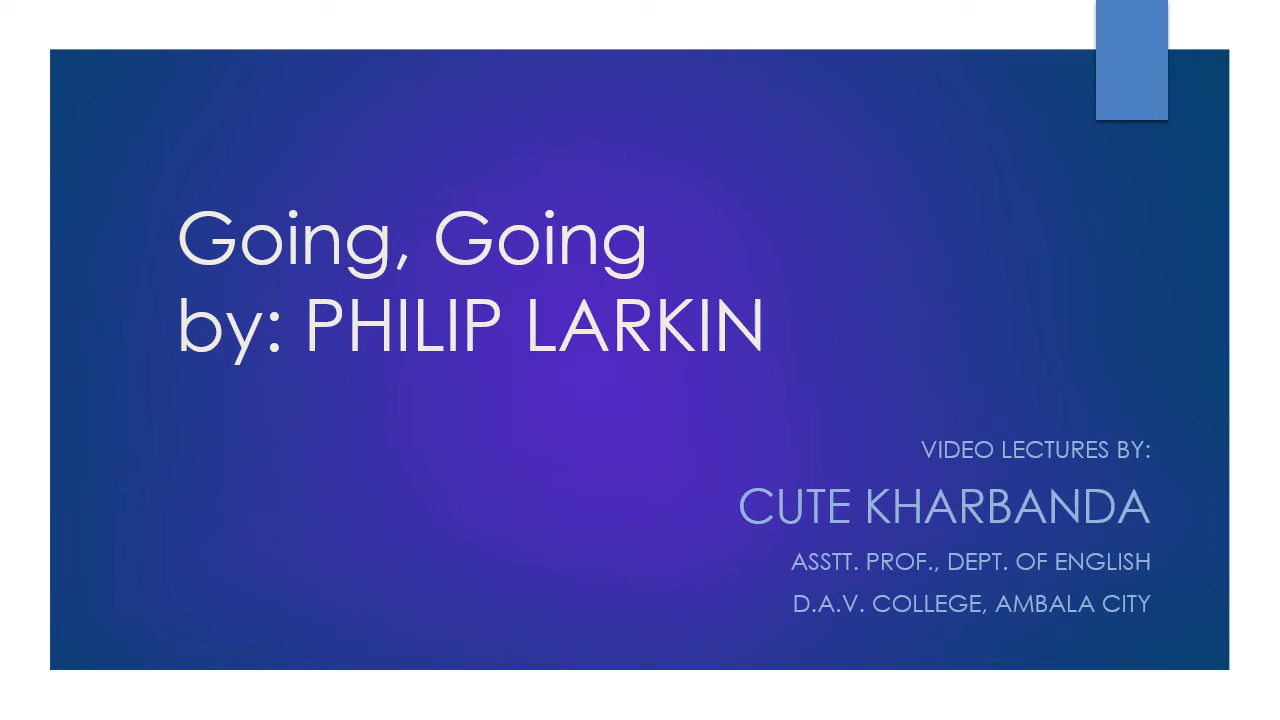 Going, Going
by: PHILIP LARKIN
VIDEO LECTURES BY:
CUTE KHARBANDA
ASSTT. PROF., DEPT. OF ENGLISH
D.A.V. COLLEGE, AMBALA CITY